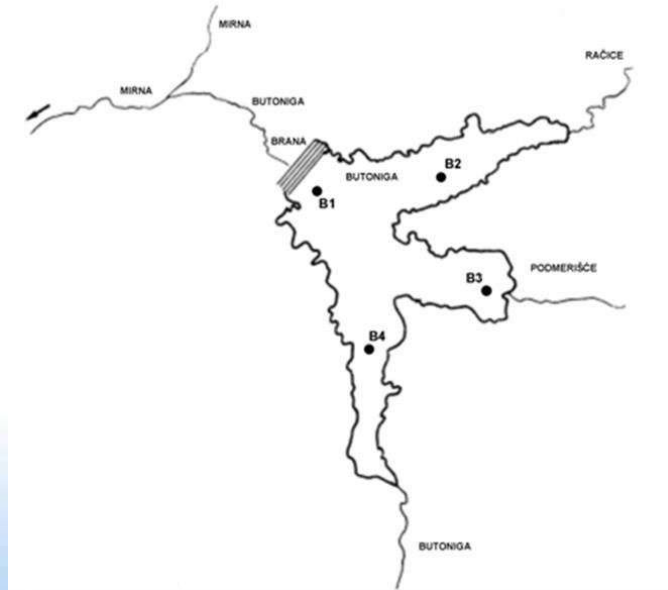 MIRNA
RAČICE
MIRNA
BUTONIGA
BRANA
B2
BUTONIGA
B1
PODMERIŠĆE
B3
B4
BUTONIGA